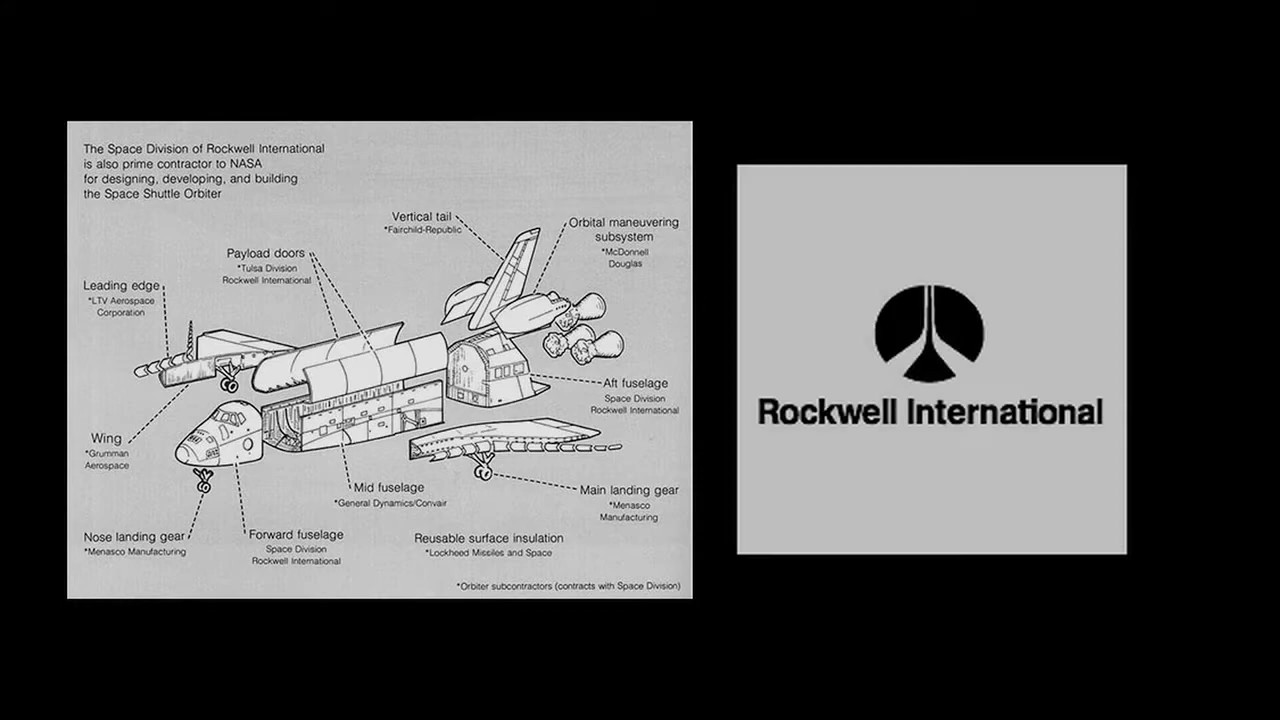 The Space Division of Rockwell International
is also prime contractor to NASA
for designing, developing, and building
the Space Shuttle Orbiter
Vertical tail
*Fairchild-Republic
Orbital maneuvering
subsystem
*McDonnell
Douglas
Payload doors
*Tulsa Division
Rockwell International
Leading edge
*LTV Aerospace
Corporation
Aft fuselage
Space Division
Rockwell International
Wing
*Grumman
Aerospace
Mid fuselage
*General Dynamics/Convair
Main landing gear
*Menasco
Manufacturing
Nose landing gear
*Menasco Manufacturing
Forward fuselage
Space Division
Rockwell International
Reusable surface insulation
*Lockheed Missiles and Space
*Orbiter subcontractors (contracts with Space Division)
Rockwell International